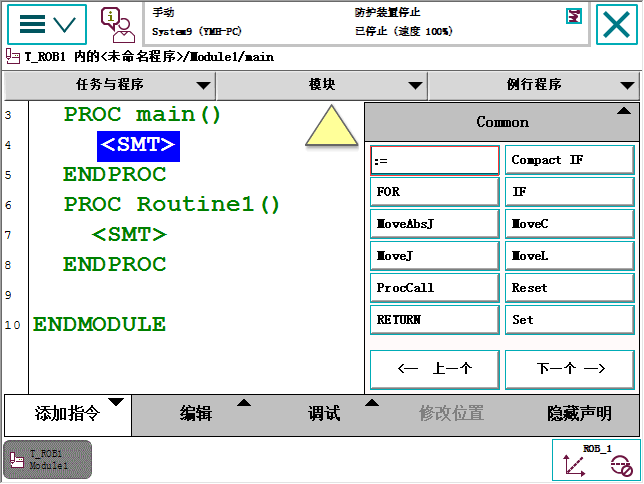 手动
防护装置停止
System9 (YMH-PC)
已停止 (速度 100%)
T_ROB1 内的<未命名程序>/Module1/main
任务与程序
模块
例行程序
3 PROC main()
4 <SMT>
5 ENDPROC
6 PROC Routine1()
7 <SMT>
8 ENDPROC
9
10 ENDMODULE
Common
:= Compact IF
FOR IF
MoveAbsJ MoveC
MoveJ MoveL
ProcCall Reset
RETURN Set
<— 上一个 下一个 —>
添加指令 编辑 调试 修改位置 隐藏声明
T_ROB1
Module1
ROB_1